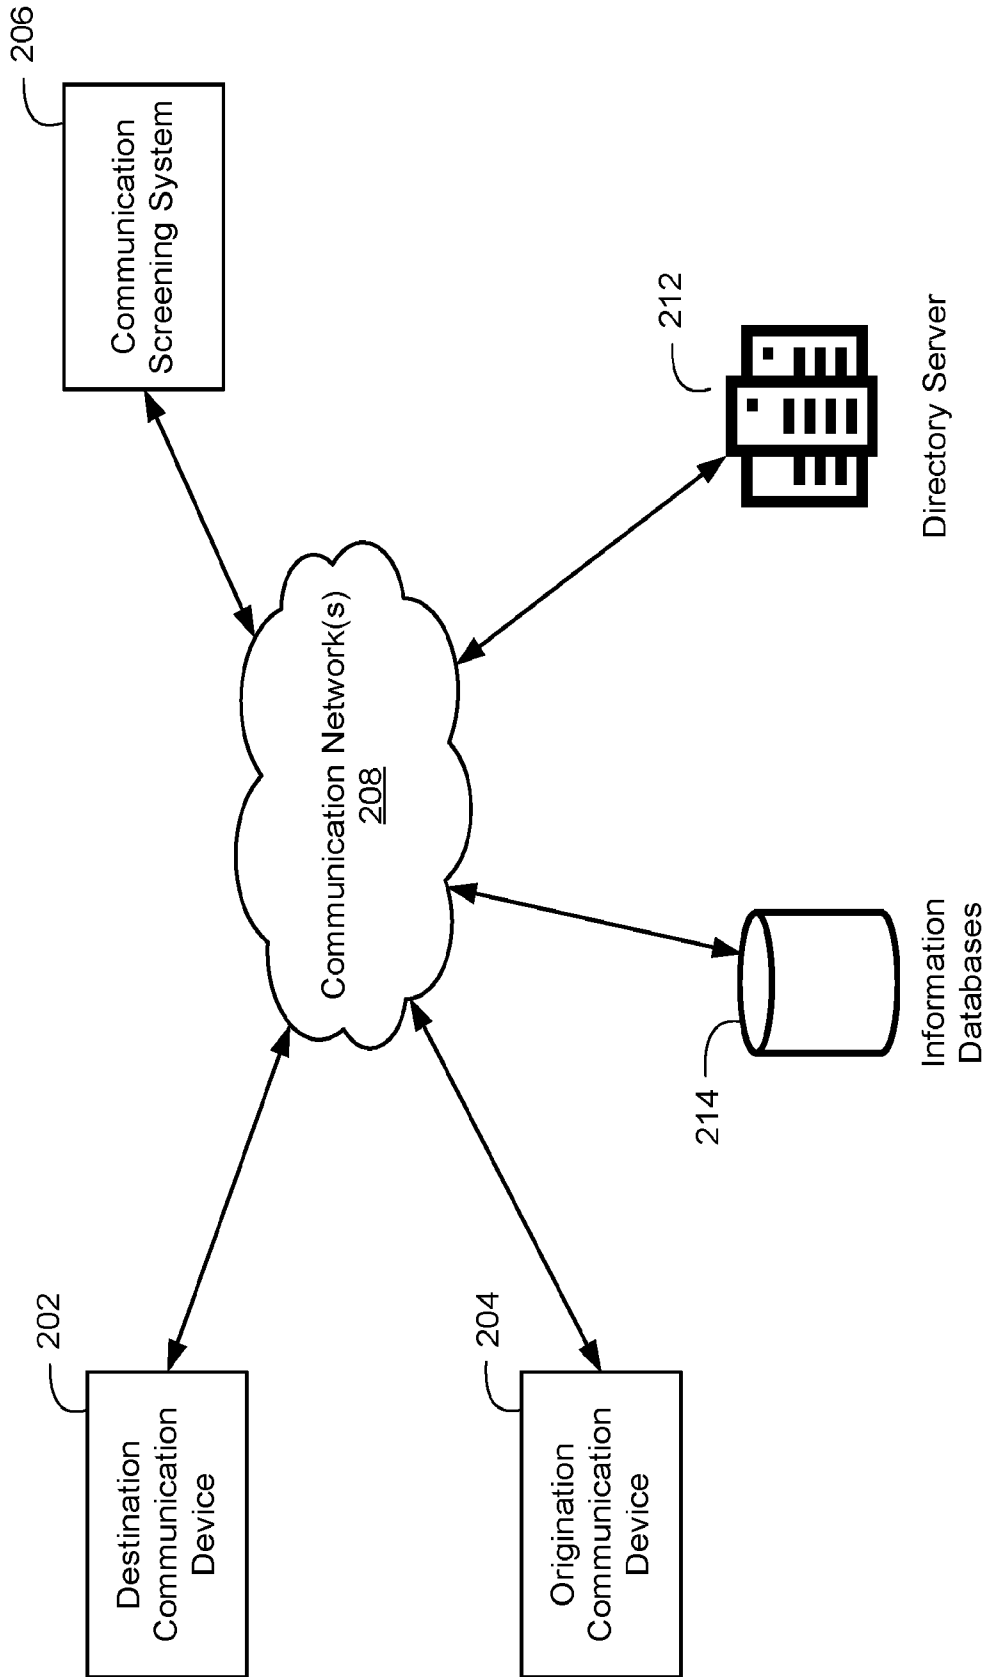 202
Destination
Communication
Device
204
Origination
Communication
Device
Communication Network(s)
208
206
Communication
Screening System
214
Information
Databases
212
Directory Server